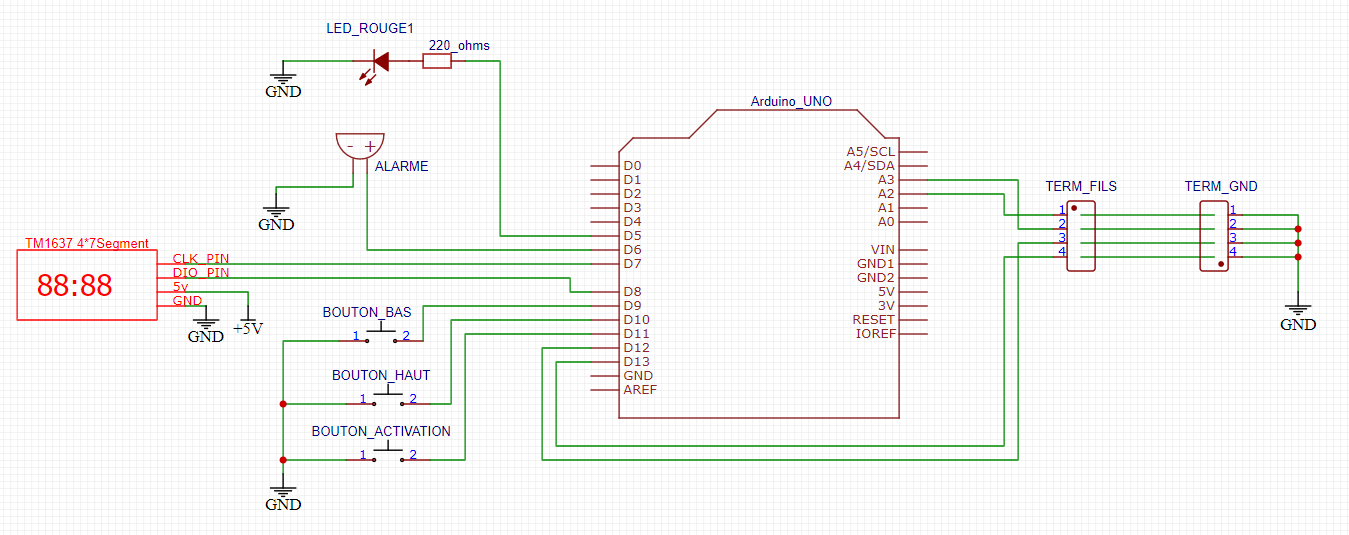 LED_ROUGE1
220_ohms
GND
- +
ALARME
GND
TM1637 4*7Segment
88:88
CLK_PIN
DIO_PIN
5v
GND
GND
+5V
BOUTON_BAS
1 2
BOUTON_HAUT
1 2
BOUTON_ACTIVATION
1 2
GND
Arduino_UNO
D0
D1
D2
D3
D4
D5
D6
D7
D8
D9
D10
D11
D12
D13
GND
AREF
A5/SCL
A4/SDA
A3
A2
A1
A0
VIN
GND1
GND2
5V
3V
RESET
IOREF
TERM_FILS
1
2
3
4
TERM_GND
1
2
3
4
GND